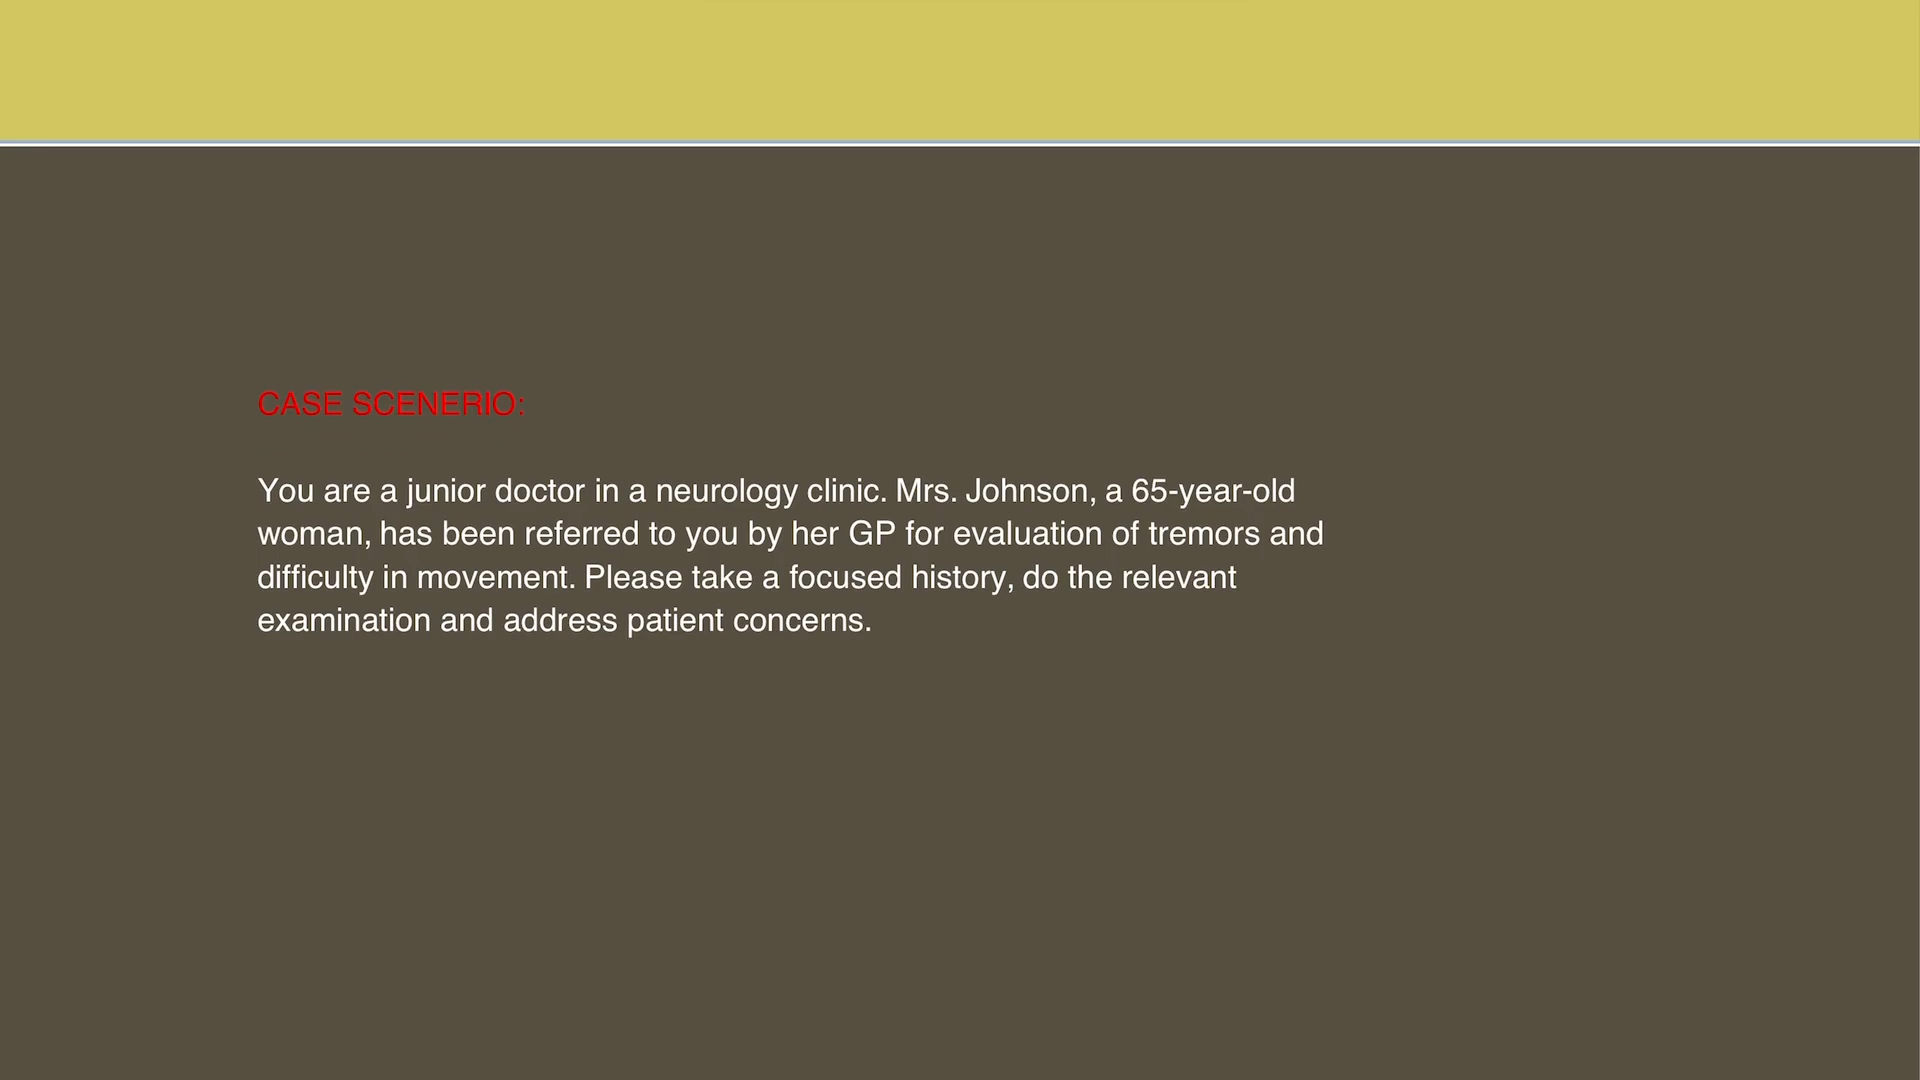 CASE SCENERIO:
You are a junior doctor in a neurology clinic. Mrs. Johnson, a 65-year-old
woman, has been referred to you by her GP for evaluation of tremors and
difficulty in movement. Please take a focused history, do the relevant
examination and address patient concerns.